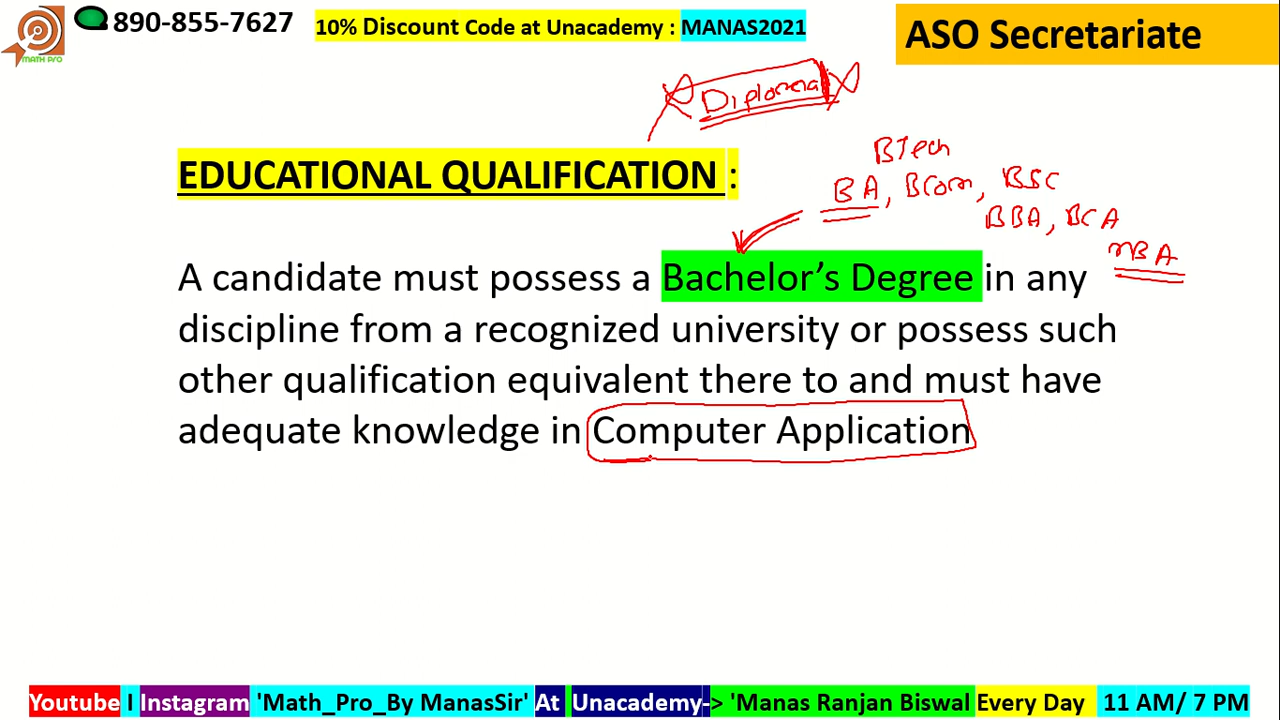 MATH PRO
890-855-7627
10% Discount Code at Unacademy : MANAS2021
ASO Secretariate
Diploma
EDUCATIONAL QUALIFICATION :
BTech
BA, BCom, BSC
BBA, BCA
MBA
A candidate must possess a Bachelor’s Degree in any
discipline from a recognized university or possess such
other qualification equivalent there to and must have
adequate knowledge in Computer Application
Youtube I Instagram 'Math_Pro_By ManasSir' At Unacademy-> 'Manas Ranjan Biswal Every Day 11 AM/ 7 PM